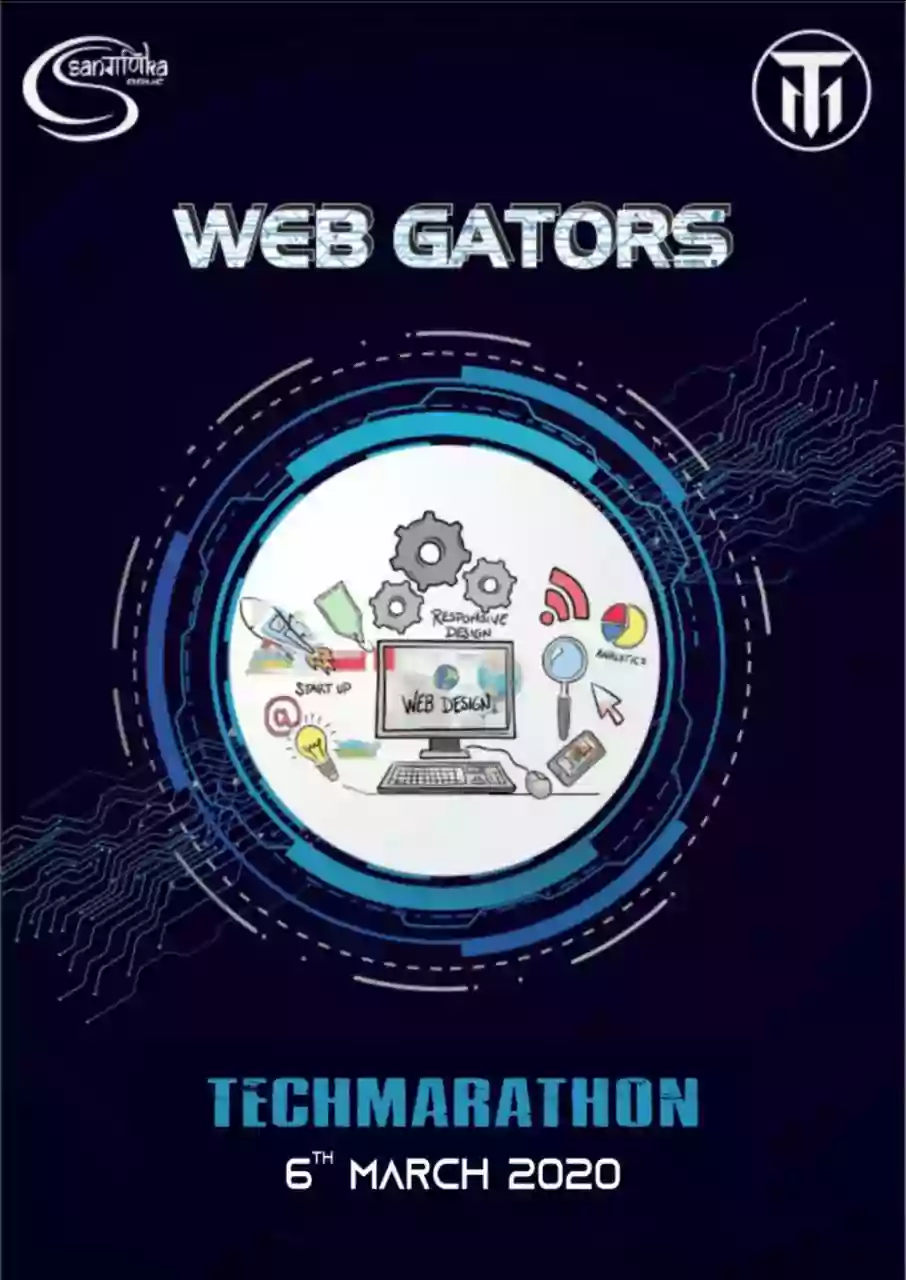 WEB GATORS
RESPONSIVE
DESIGN
ANALYTICS
START UP
WEB DESIGN
@
TECHMARATHON
6TH MARCH 2020